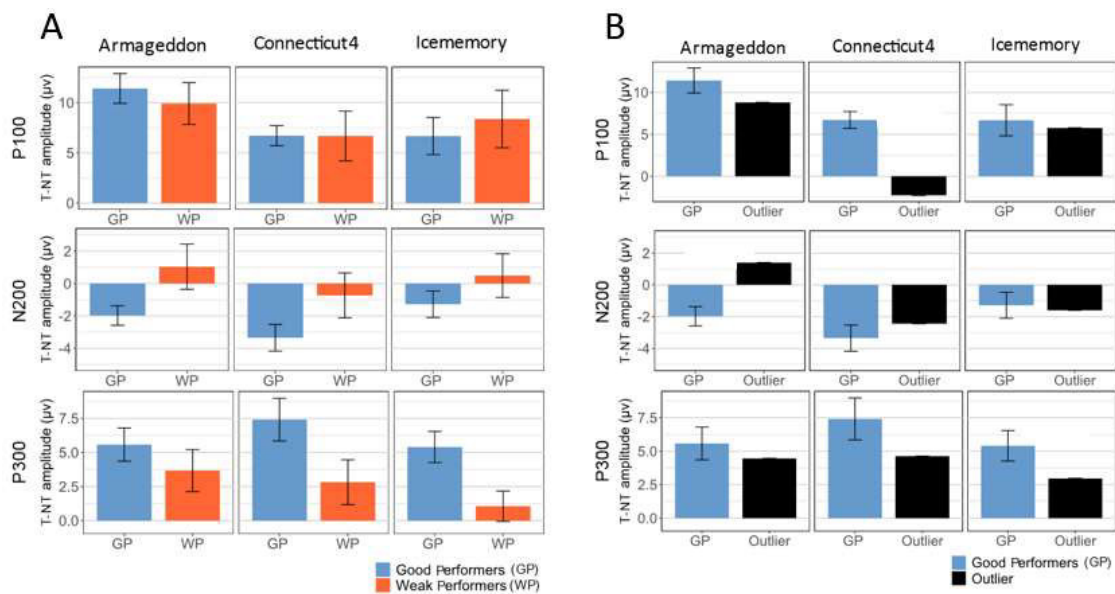 A
Armageddon Connecticut4 Icememory
P100
T-NT amplitude (μv)
10
5
0
GP WP GP WP GP WP
N200
T-NT amplitude (μv)
2
0
-2
-4
GP WP GP WP GP WP
P300
T-NT amplitude (μv)
7.5
5.0
2.5
0.0
GP WP GP WP GP WP
Good Performers (GP)
Weak Performers (WP)
B
Armageddon Connecticut4 Icememory
P100
T-NT amplitude (μv)
10
5
0
GP Outlier GP Outlier GP Outlier
N200
T-NT amplitude (μv)
2
0
-2
-4
GP Outlier GP Outlier GP Outlier
P300
T-NT amplitude (μv)
7.5
5.0
2.5
0.0
GP Outlier GP Outlier GP Outlier
Good Performers (GP)
Outlier